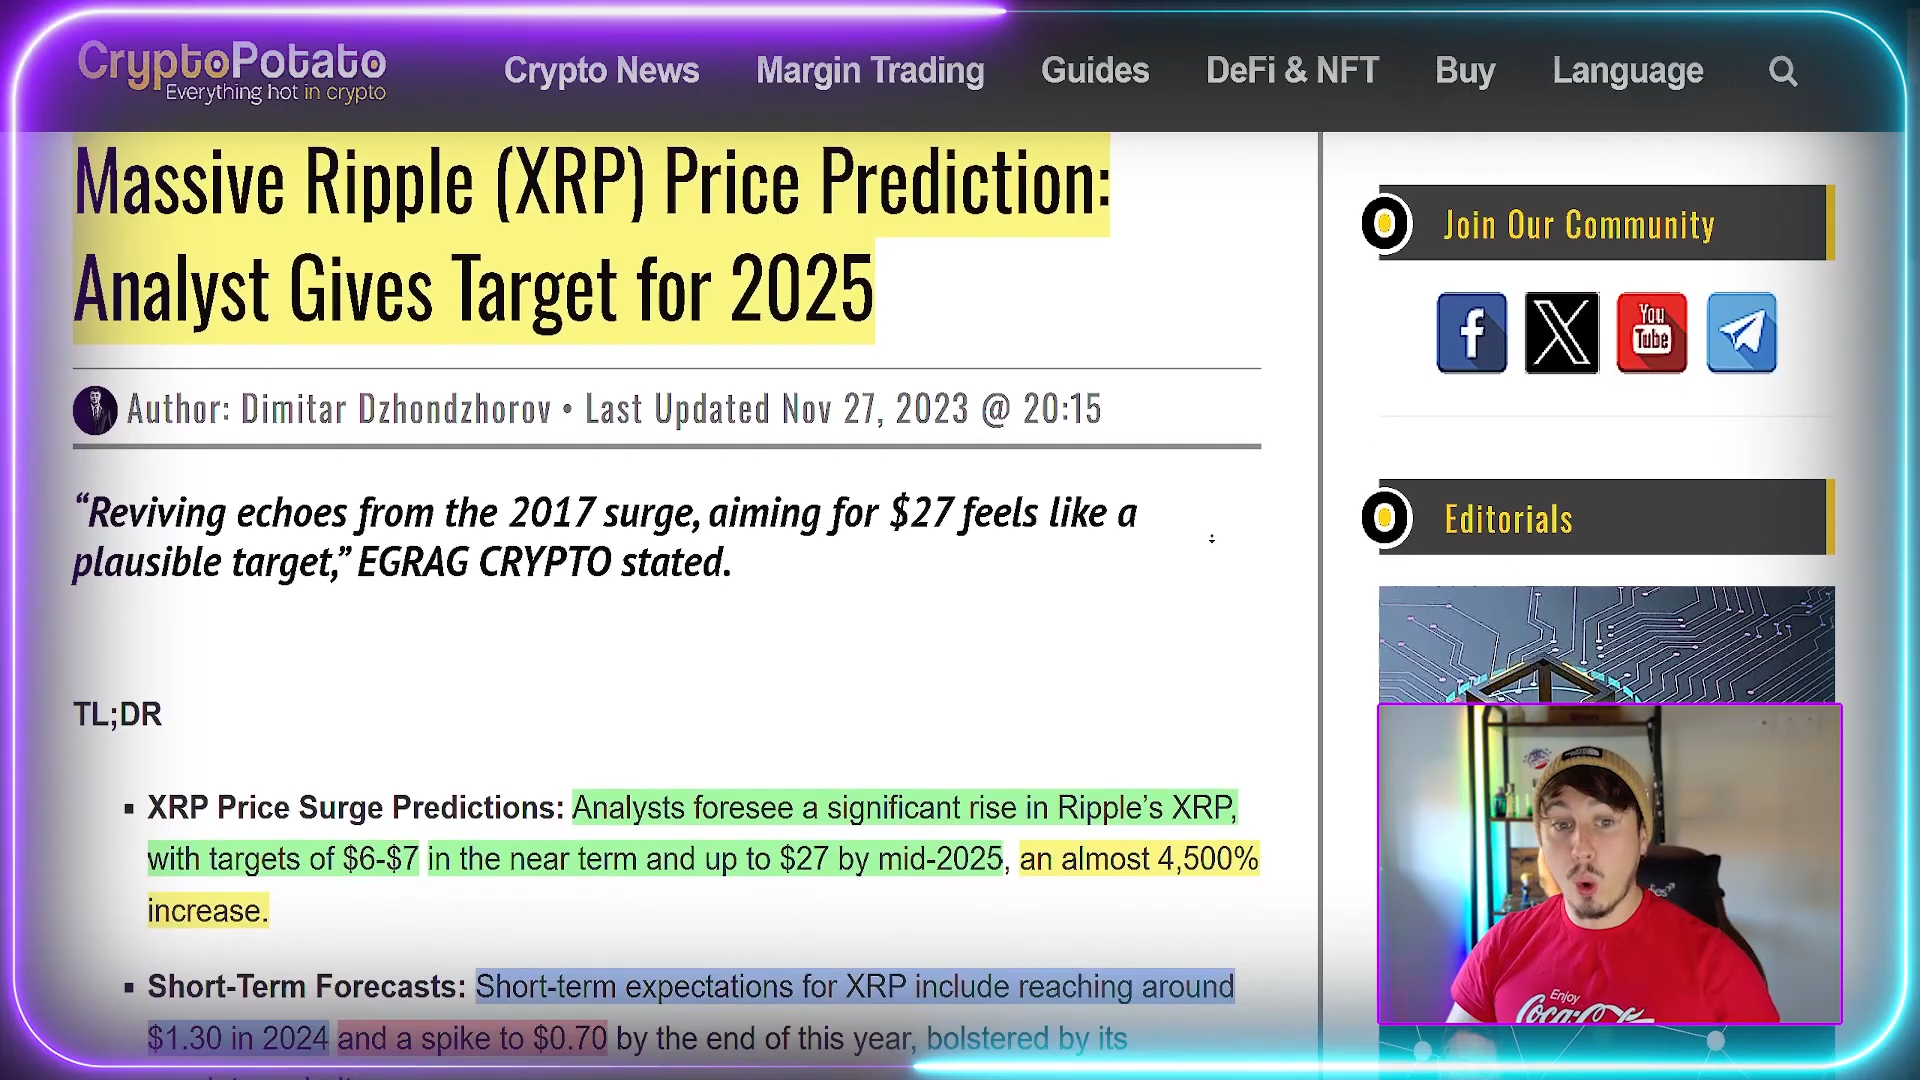 CryptoPotato
Everything hot in crypto
Crypto News Margin Trading Guides DeFi & NFT Buy Language
Massive Ripple (XRP) Price Prediction:
Analyst Gives Target for 2025
Author: Dimitar Dzhondzhorov • Last Updated Nov 27, 2023 @ 20:15
“Reviving echoes from the 2017 surge, aiming for $27 feels like a
plausible target,” EGRAG CRYPTO stated.
TL;DR
▪ XRP Price Surge Predictions: Analysts foresee a significant rise in Ripple’s XRP,
with targets of $6-$7 in the near term and up to $27 by mid-2025, an almost 4,500%
increase.
▪ Short-Term Forecasts: Short-term expectations for XRP include reaching around
$1.30 in 2024 and a spike to $0.70 by the end of this year, bolstered by its
Join Our Community
f
X
You
Tube
Editorials
Enjoy
Coca-Co